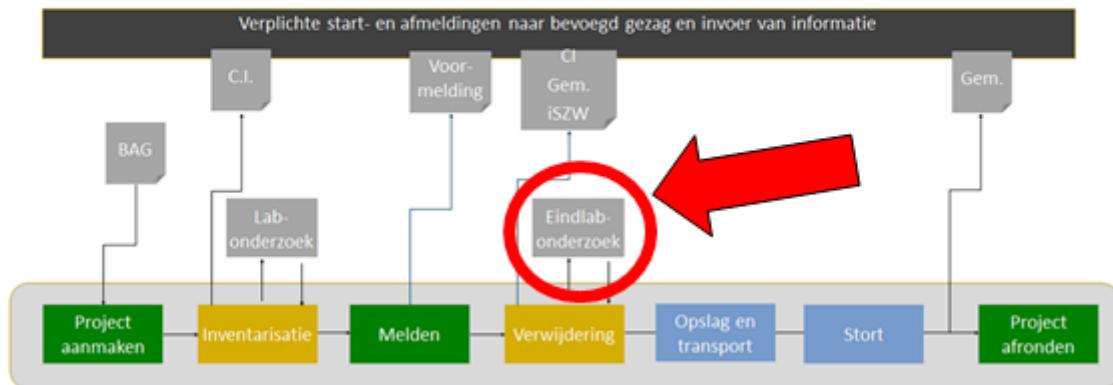 Verplichte start- en afmeldingen naar bevoegd gezag en invoer van informatie
C.I.
Voor-
melding
CI
Gem.
iSZW
Gem.
BAG
Lab-
onderzoek
Eindlab-
onderzoek
Project
aanmaken
Inventarisatie
Melden
Verwijdering
Opslag en
transport
Stort
Project
afronden